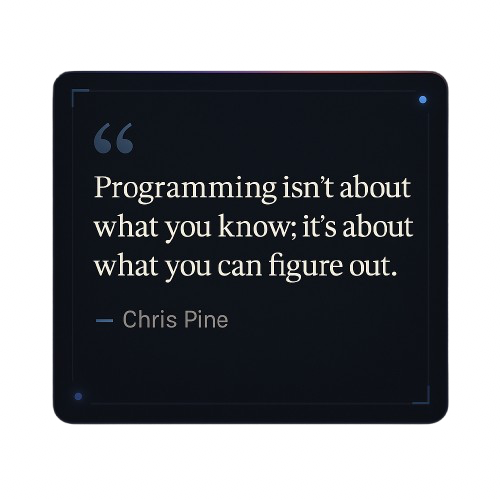 “
Programming isn’t about
what you know; it’s about
what you can figure out.
— Chris Pine